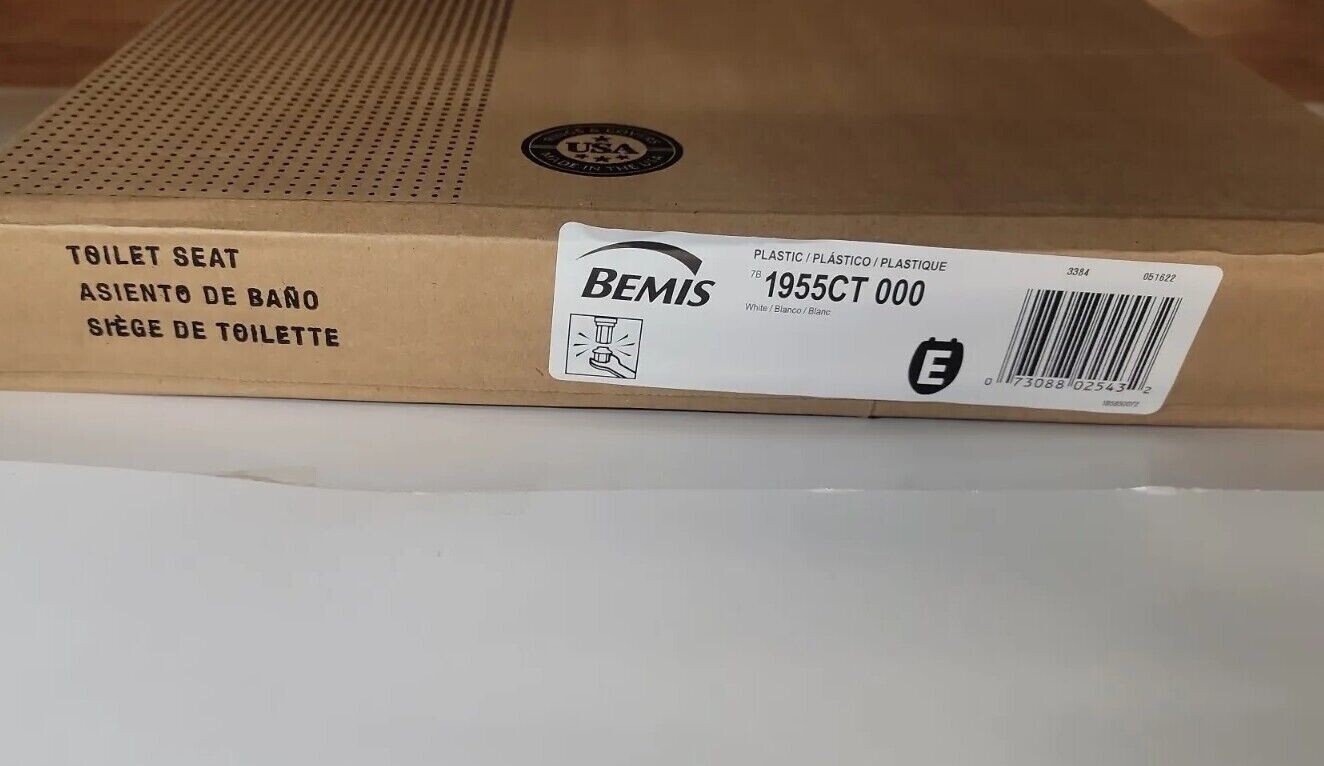 USA
MADE IN THE USA
TOILET SEAT
ASIENTO DE BAÑO
SIÈGE DE TOILETTE
BEMIS
PLASTIC / PLÁSTICO / PLASTIQUE
7B 1955CT 000
White / Blanco / Blanc
E
3384 051622
0 73088 02543 2